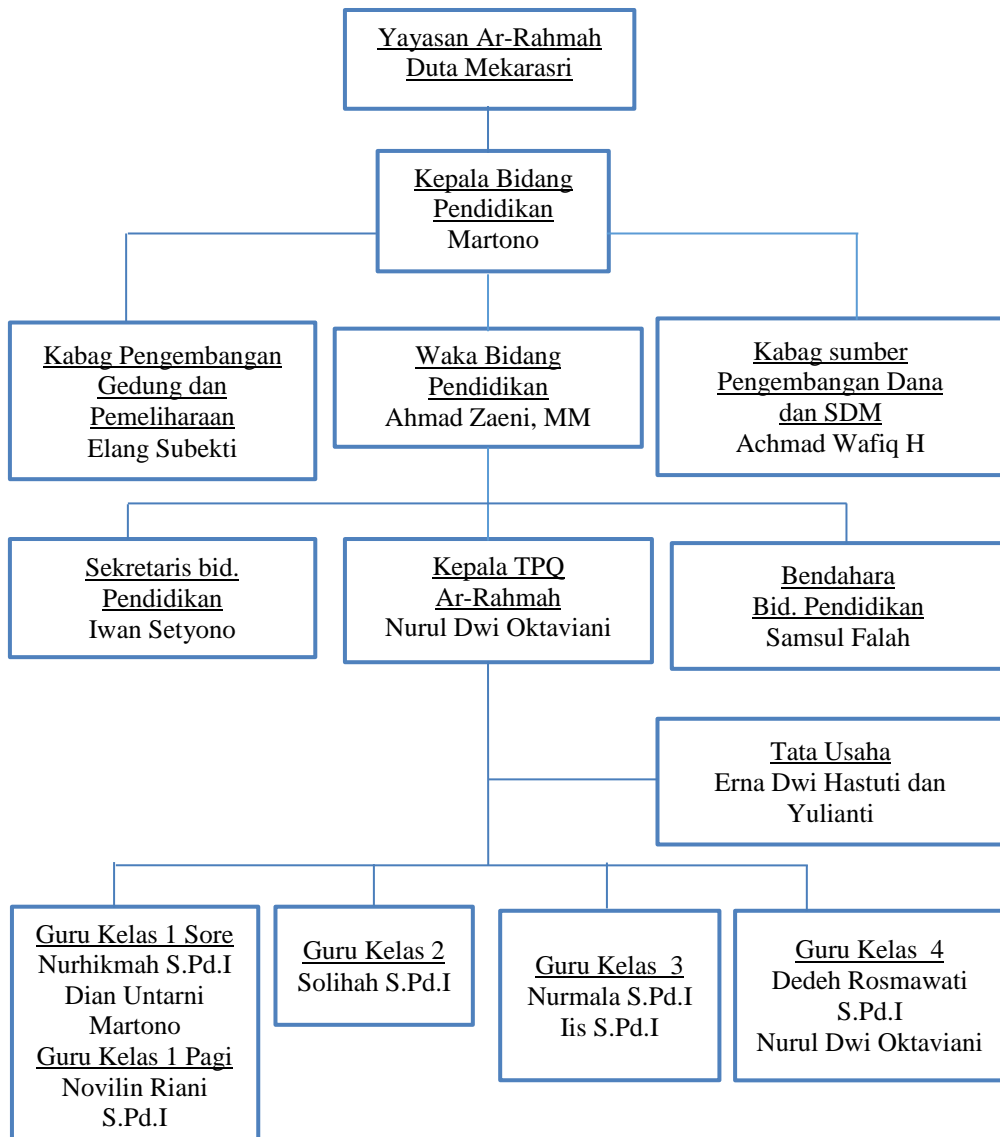 Yayasan Ar-Rahmah
Duta Mekarasri
Kepala Bidang
Pendidikan
Martono
Kabag Pengembangan
Gedung dan
Pemeliharaan
Elang Subekti
Waka Bidang
Pendidikan
Ahmad Zaeni, MM
Kabag sumber
Pengembangan Dana
dan SDM
Achmad Wafiq H
Sekretaris bid.
Pendidikan
Iwan Setyono
Kepala TPQ
Ar-Rahmah
Nurul Dwi Oktaviani
Bendahara
Bid. Pendidikan
Samsul Falah
Tata Usaha
Erna Dwi Hastuti dan
Yulianti
Guru Kelas 1 Sore
Nurhikmah S.Pd.I
Dian Untarni
Martono
Guru Kelas 1 Pagi
Novilin Riani
S.Pd.I
Guru Kelas 2
Solihah S.Pd.I
Guru Kelas 3
Nurmala S.Pd.I
Iis S.Pd.I
Guru Kelas 4
Dedeh Rosmawati
S.Pd.I
Nurul Dwi Oktaviani